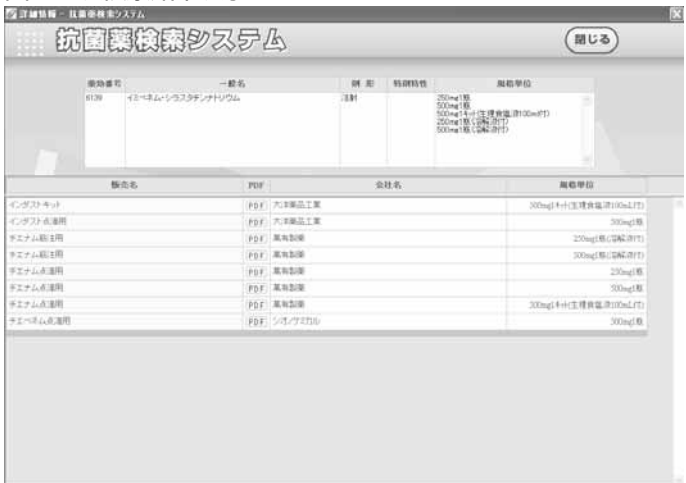 詳細情報 - 抗菌薬検索システム
抗菌薬検索システム
閉じる
薬効番号 一般名 剤 形 特剤特性 規格単位
6139 イミペネム・シラスタチンナトリウム 注射
250mg1瓶
500mg1瓶
500mg1キット(生理食塩液100ml付)
250mg1瓶(溶解液付)
500mg1瓶(溶解液付)
販売名 PDF 会社名 規格単位
インダスト キット PDF 大洋薬品工業 500mg1キット(生理食塩液100mL付)
インダスト点滴用 PDF 大洋薬品工業 500mg1瓶
チエナム筋注用 PDF 萬有製薬 250mg1瓶(溶解液付)
チエナム筋注用 PDF 萬有製薬 500mg1瓶(溶解液付)
チエナム点滴用 PDF 萬有製薬 250mg1瓶
チエナム点滴用 PDF 萬有製薬 500mg1瓶
チエナム点滴用 PDF 萬有製薬 500mg1キット(生理食塩液100mL付)
チエペネム点滴用 PDF シオノケミカル 500mg1瓶